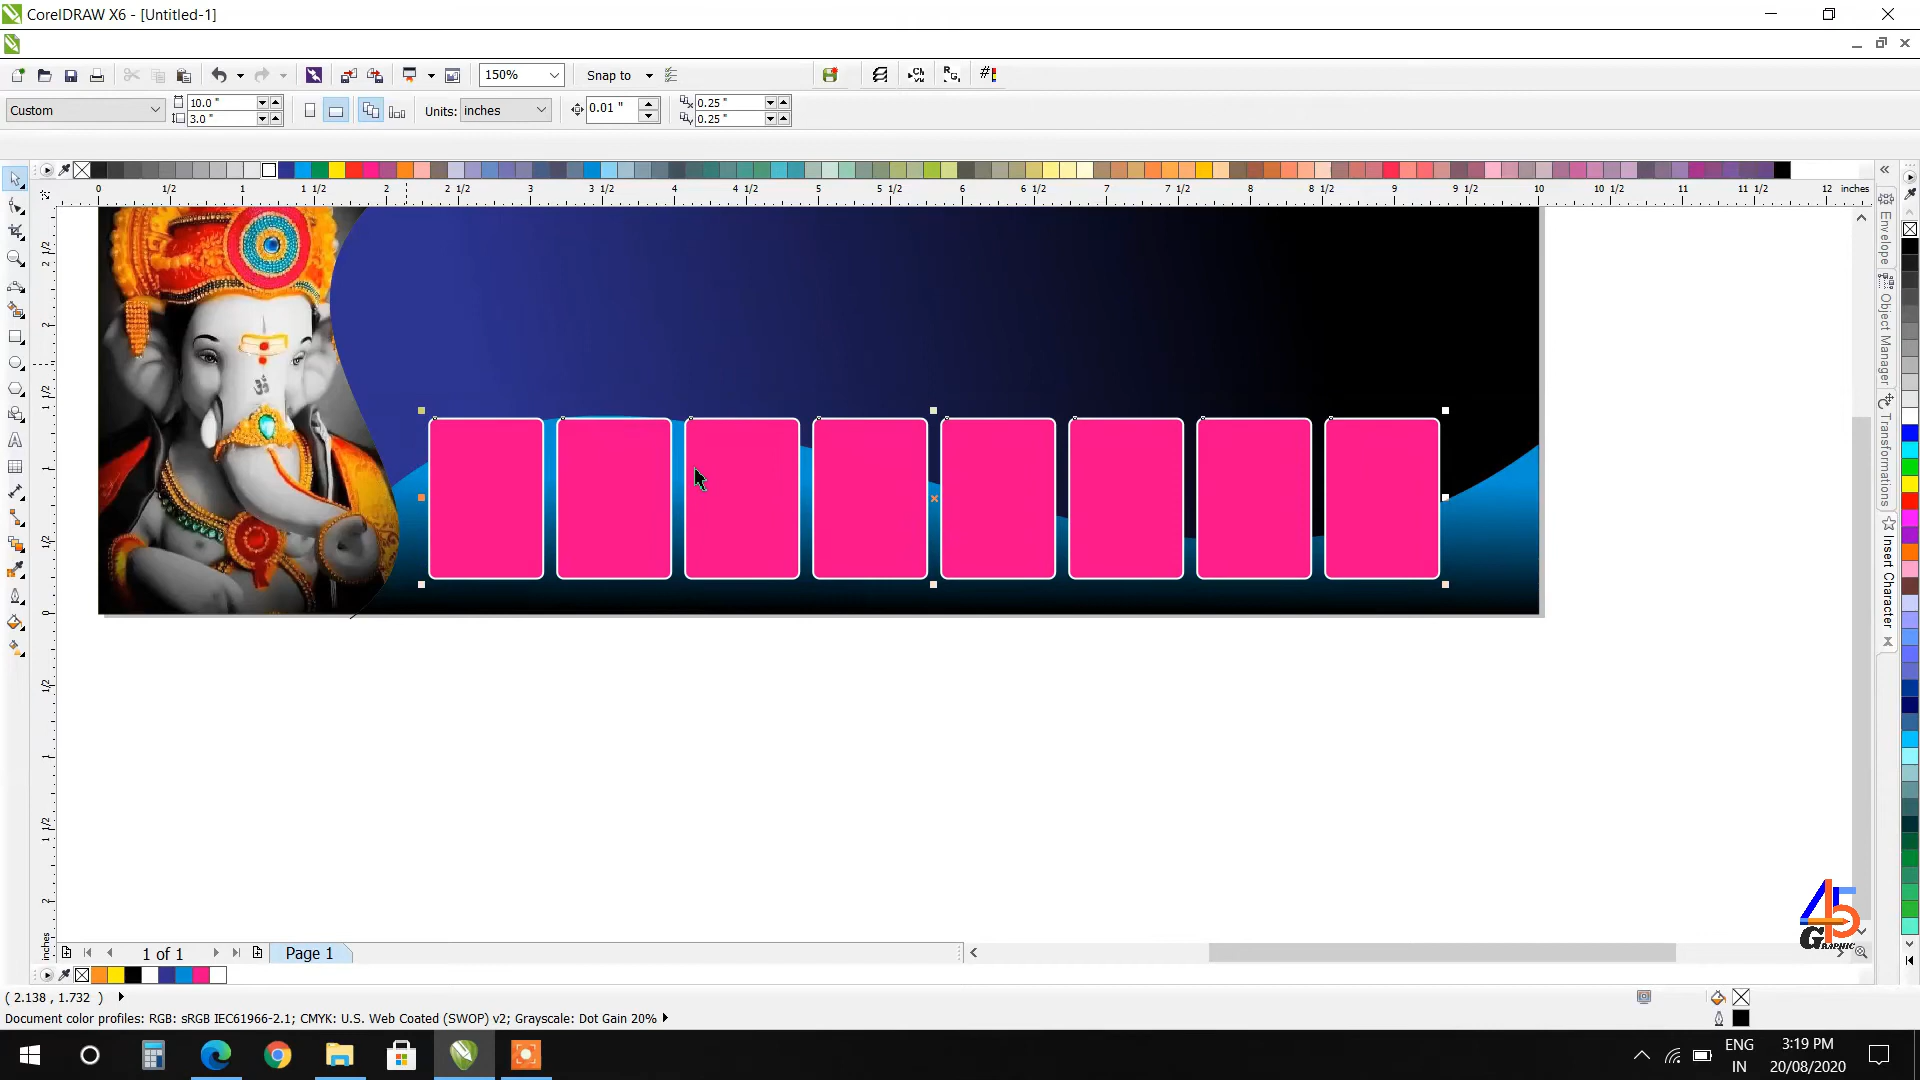 CorelDRAW X6 - [Untitled-1]
150%
Snap to
Custom
10.0 "
3.0 "
Units:
inches
0.01 "
0.25 "
0.25 "
0 1/2 1 1 1/2 2 2 1/2 3 3 1/2 4 4 1/2 5 5 1/2 6 6 1/2 7 7 1/2 8 8 1/2 9 9 1/2 10 10 1/2 11 11 1/2 12 inches
Envelope
Object Manager
Transformations
Insert Character
ॐ
1 of 1
Page 1
inches
GRAPHIC
( 2.138 , 1.732 )
Document color profiles: RGB: sRGB IEC61966-2.1; CMYK: U.S. Web Coated (SWOP) v2; Grayscale: Dot Gain 20%
ENG
IN
3:19 PM
20/08/2020